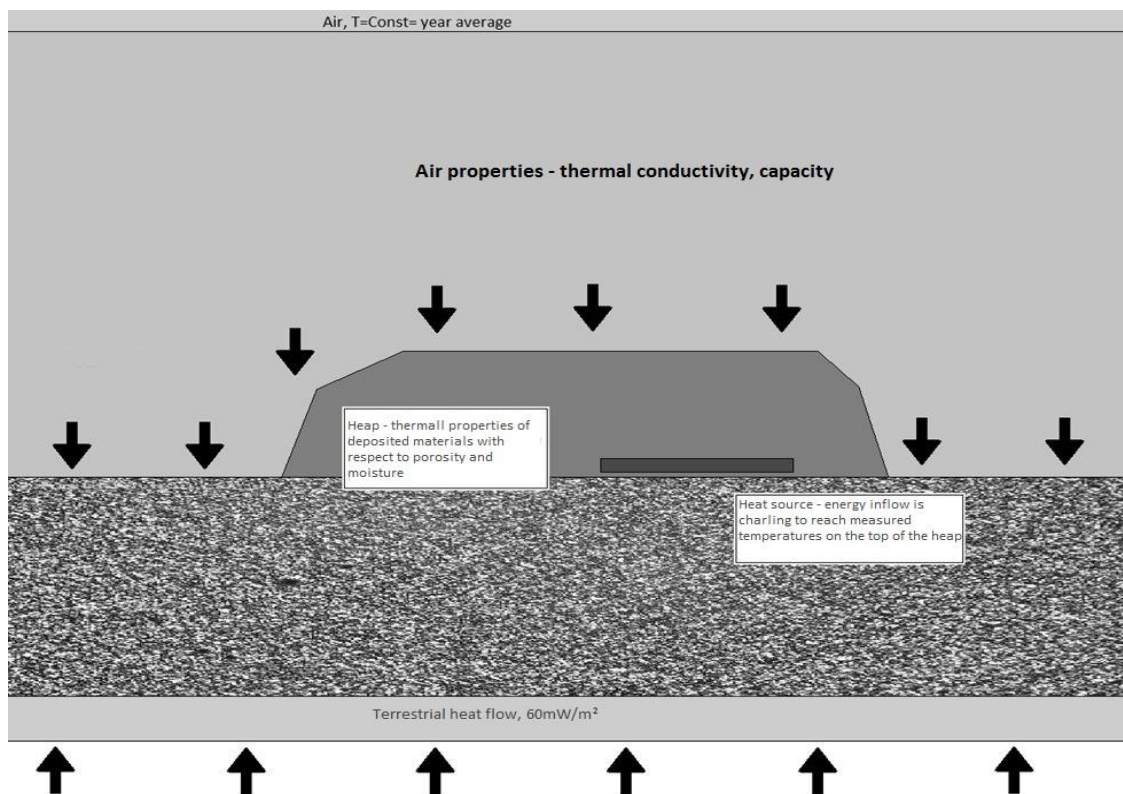 Air, T=Const= year average
Air properties - thermal conductivity, capacity
Heap - thermall properties of
deposited materials with
respect to porosity and
moisture
Heat source - energy inflow is
charling to reach measured
temperatures on the top of the heap
Terrestrial heat flow, 60mW/m²